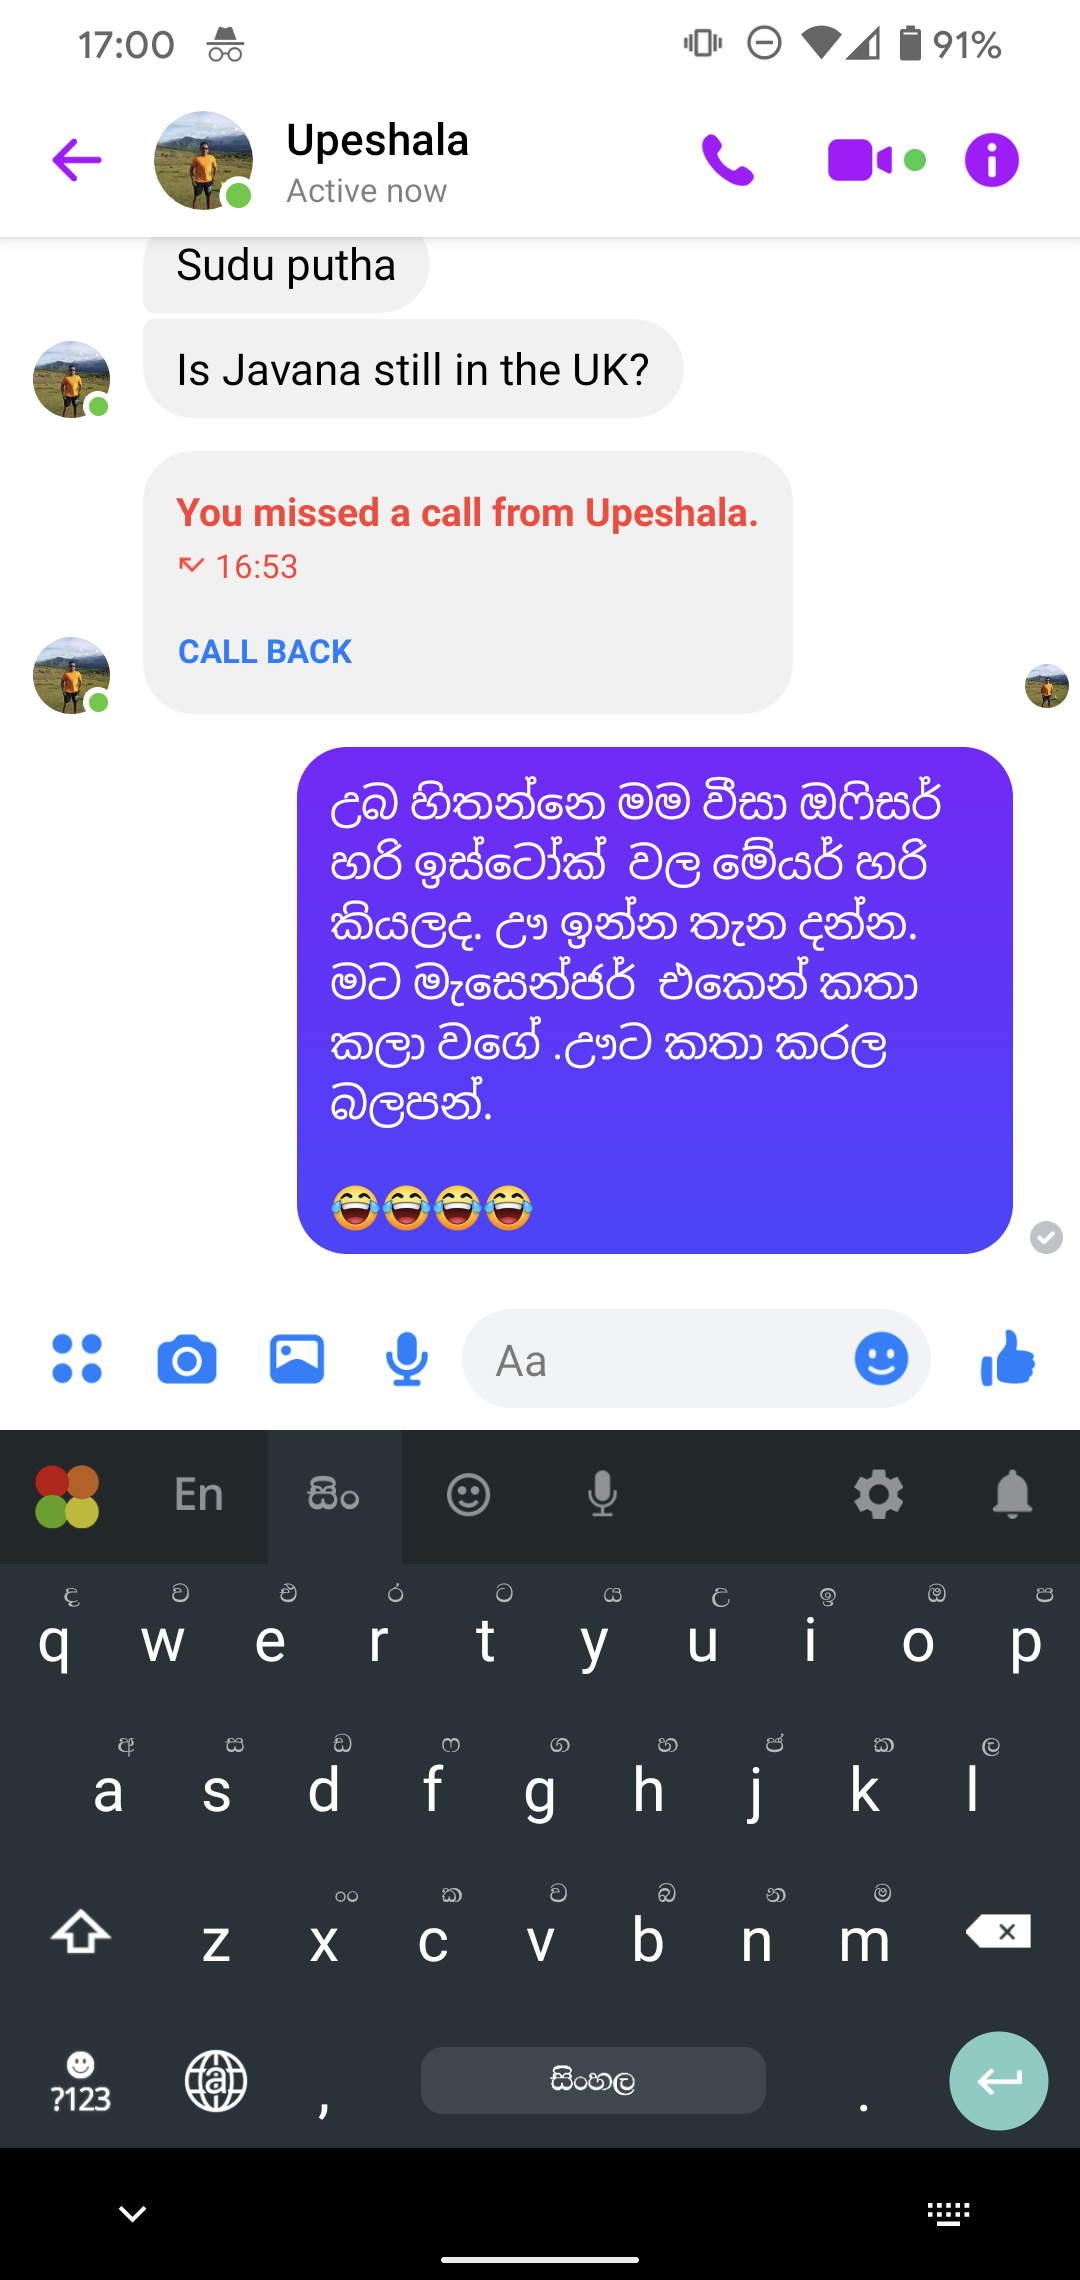 17:00
91%
Upeshala
Active now
Sudu putha
Is Javana still in the UK?
You missed a call from Upeshala.
16:53
CALL BACK
උබ හිතන්නෙ මම වීසා ඔෆිසර්
හරි ඉස්ටෝක් වල මේයර් හරි
කියලද. ඌ ඉන්න තැන දන්න.
මට මැසෙන්ජර් එකෙන් කතා
කලා වගේ .ඌට කතා කරල
බලපන්.
😂😂😂😂
Aa
En සිං
ද ව එ ර ට ය උ ඉ ඔ ප
q w e r t y u i o p
අ ස ඩ ෆ ග හ ජ ක ල
a s d f g h j k l
ං ක ව බ න ම
z x c v b n m
?123 a , සිංහල .